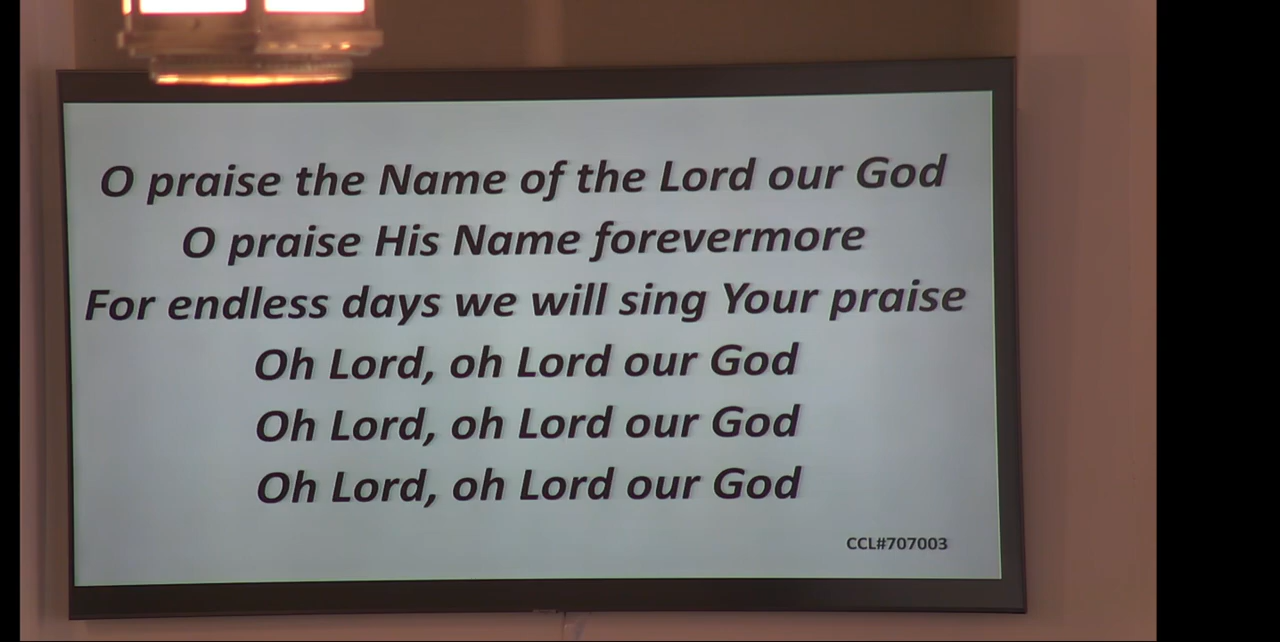 O praise the Name of the Lord our God
O praise His Name forevermore
For endless days we will sing Your praise
Oh Lord, oh Lord our God
Oh Lord, oh Lord our God
Oh Lord, oh Lord our God
CCL#707003